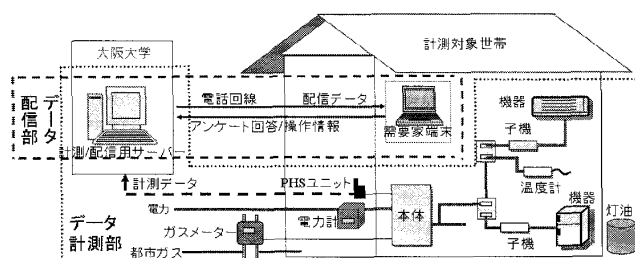 大阪大学
計測対象世帯
データ
配信部
電話回線
配信データ
アンケート回答/操作情報
計測/配信用サーバー
需要家端末
機器
子機
温度計
計測データ
PHSユニット
データ
計測部
電力
電力計
本体
ガスメーター
都市ガス
子機
機器
灯油